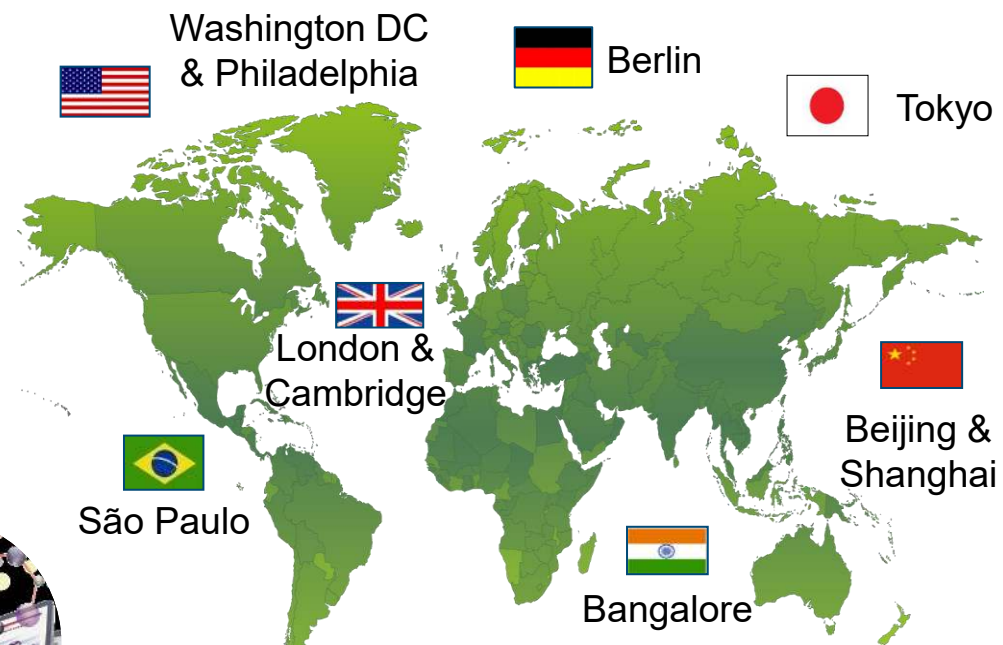 Washington DC
& Philadelphia
Berlin
Tokyo
London &
Cambridge
Beijing &
Shanghai
São Paulo
Bangalore